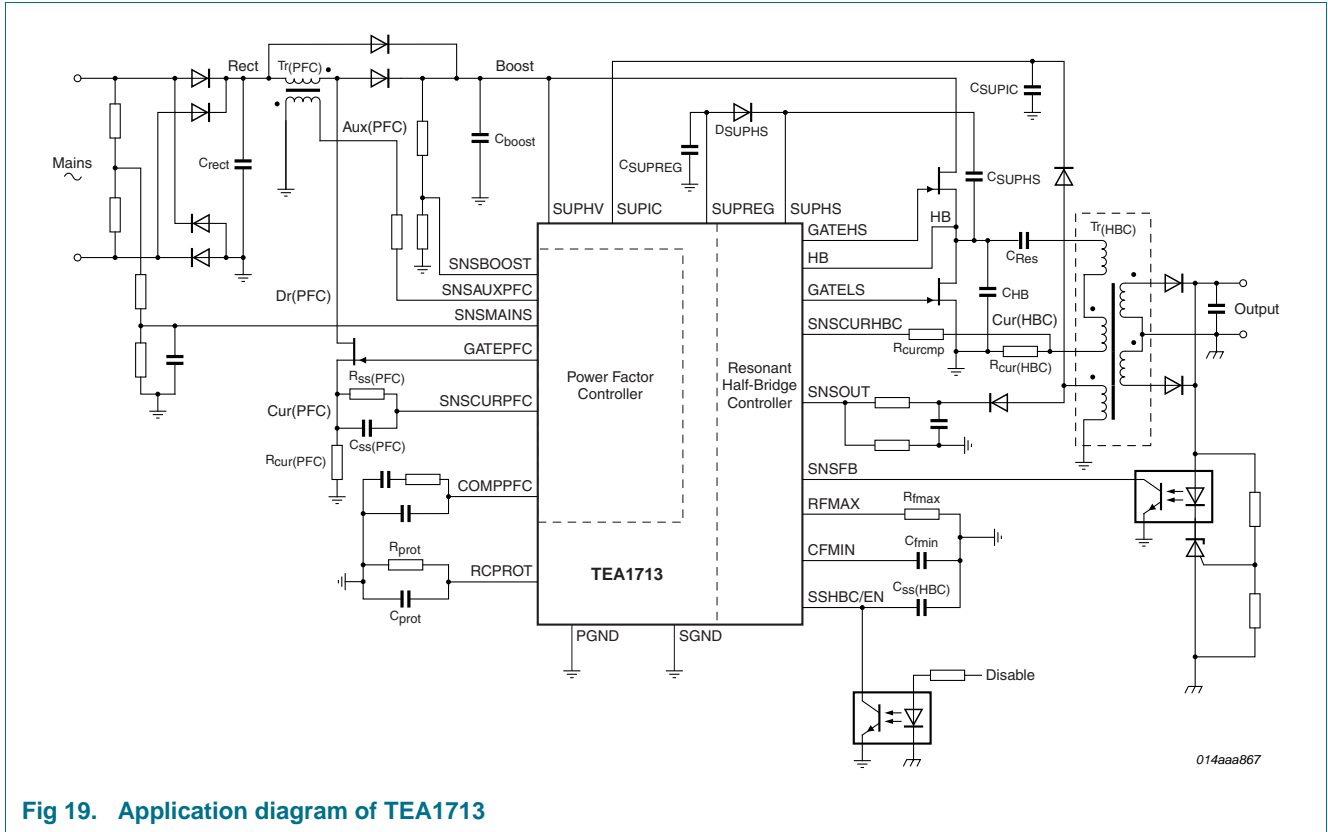 Rect
Tr(PFC)
Boost
CSUPIC
Aux(PFC)
DSUPHS
Mains
Crect
Cboost
CSUPREG
CSUPHS
SUPHV
SUPIC
SUPREG
SUPHS
GATEHS
HB
Tr(HBC)
HB
CRes
SNSBOOST
GATELS
CHB
Dr(PFC)
SNSAUXPFC
Output
SNSMAINS
SNSCURHBC
Cur(HBC)
Rcurcmp
Rcur(HBC)
GATEPFC
Power Factor
Controller
Resonant
Half-Bridge
Controller
Rss(PFC)
SNSOUT
Cur(PFC)
SNSCURPFC
Css(PFC)
Rcur(PFC)
SNSFB
COMPPFC
RFMAX
Rfmax
CFMIN
Cfmin
Rprot
RCPROT
TEA1713
SSHBC/EN
Css(HBC)
Cprot
PGND
SGND
Disable
014aaa867
Fig 19. Application diagram of TEA1713